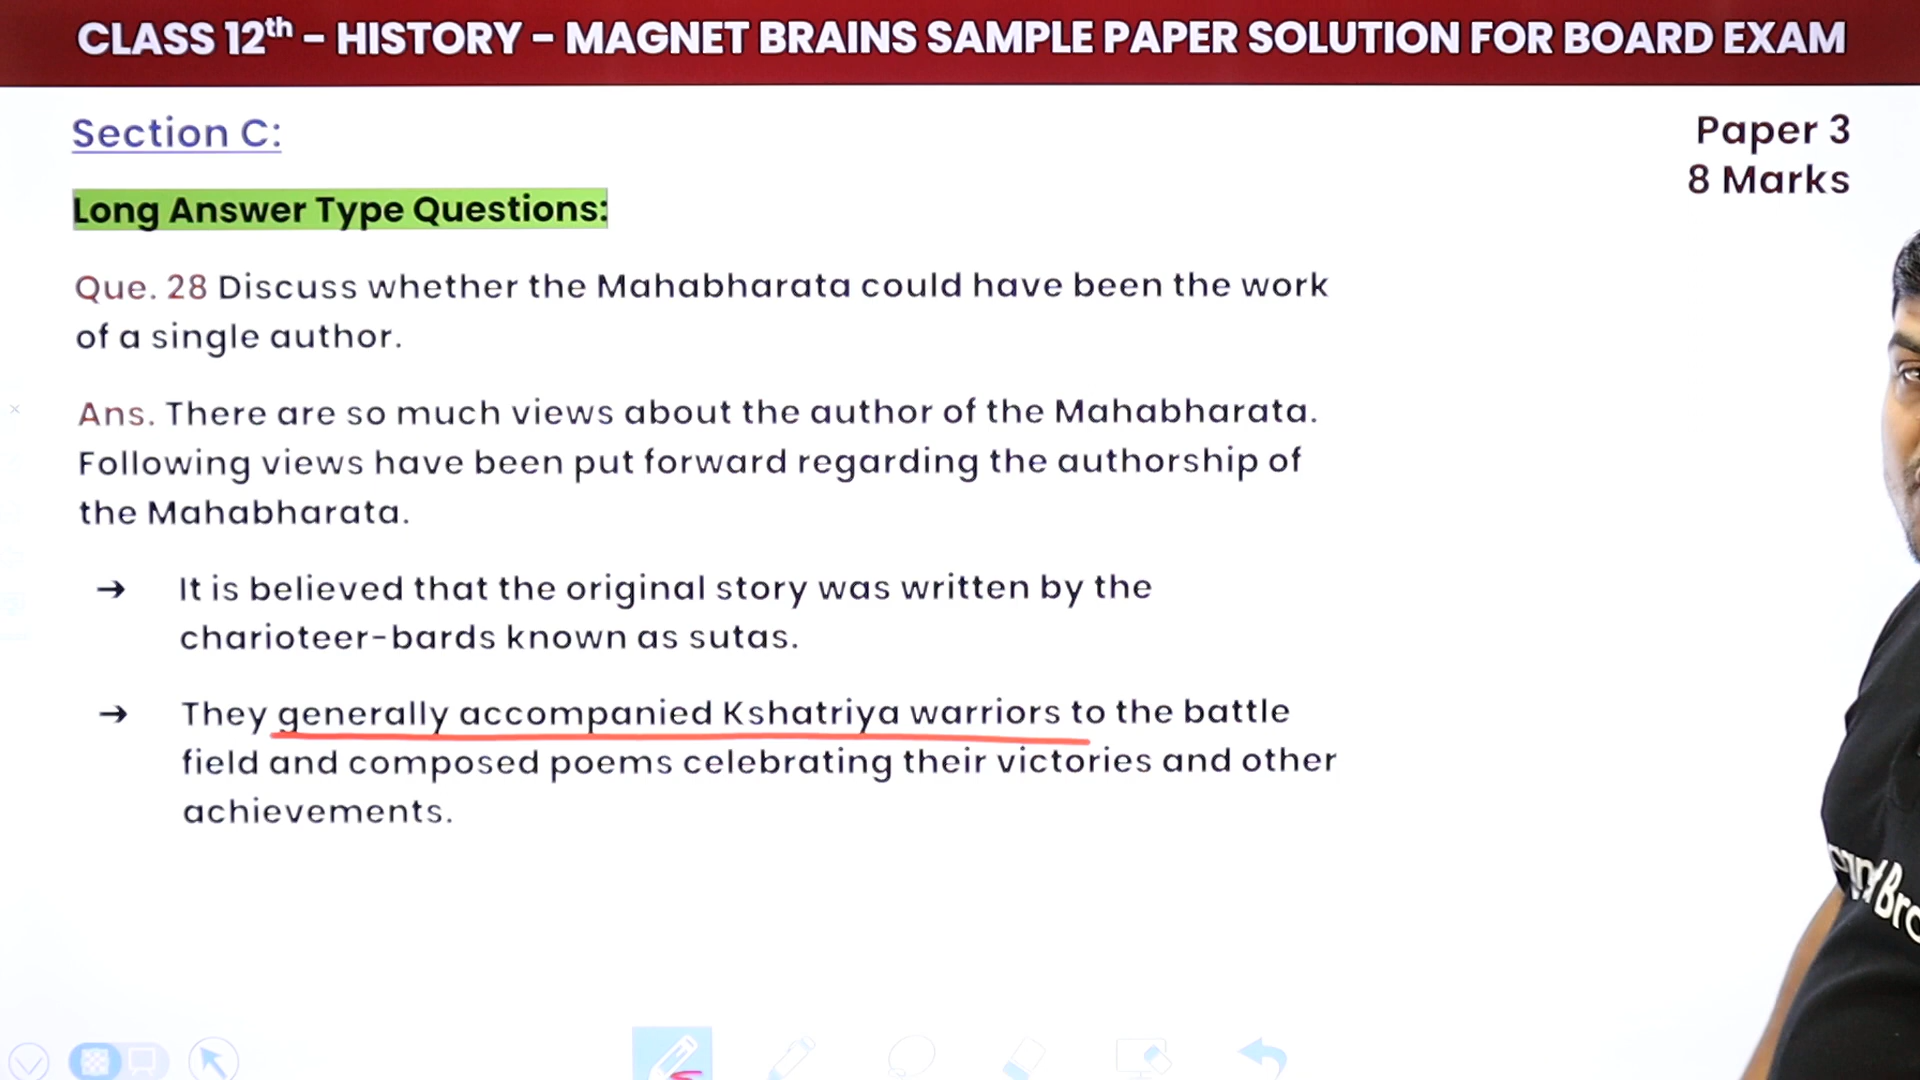 CLASS 12th - HISTORY - MAGNET BRAINS SAMPLE PAPER SOLUTION FOR BOARD EXAM
Section C:
Paper 3
8 Marks
Long Answer Type Questions:
Que. 28 Discuss whether the Mahabharata could have been the work
of a single author.
Ans. There are so much views about the author of the Mahabharata.
Following views have been put forward regarding the authorship of
the Mahabharata.
→ It is believed that the original story was written by the
charioteer-bards known as sutas.
→ They generally accompanied Kshatriya warriors to the battle
field and composed poems celebrating their victories and other
achievements.